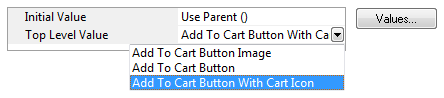 Initial Value Use Parent () Values...
Top Level Value Add To Cart Button With Ca
Add To Cart Button Image
Add To Cart Button
Add To Cart Button With Cart Icon